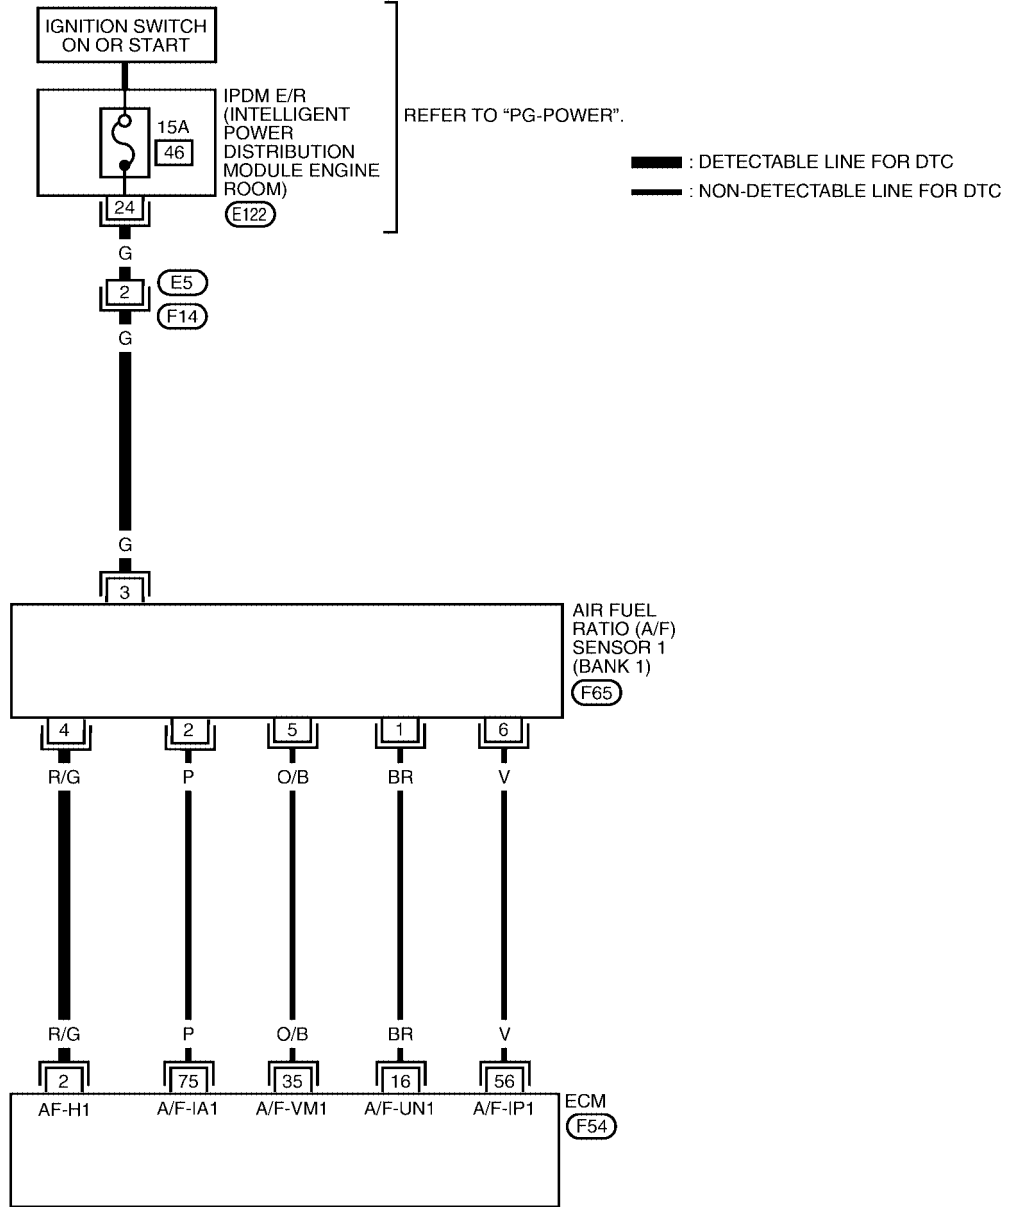 IGNITION SWITCH
ON OR START
IPDM E/R
(INTELLIGENT
POWER
DISTRIBUTION
MODULE ENGINE
ROOM)
E122
15A
46
REFER TO “PG-POWER”.
: DETECTABLE LINE FOR DTC
: NON-DETECTABLE LINE FOR DTC
24
G
2
E5
F14
G
G
3
AIR FUEL
RATIO (A/F)
SENSOR 1
(BANK 1)
F65
4 2 5 1 6
R/G P O/B BR V
R/G P O/B BR V
2 75 35 16 56
AF-H1 A/F-IA1 A/F-VM1 A/F-UN1 A/F-IP1
ECM
F54